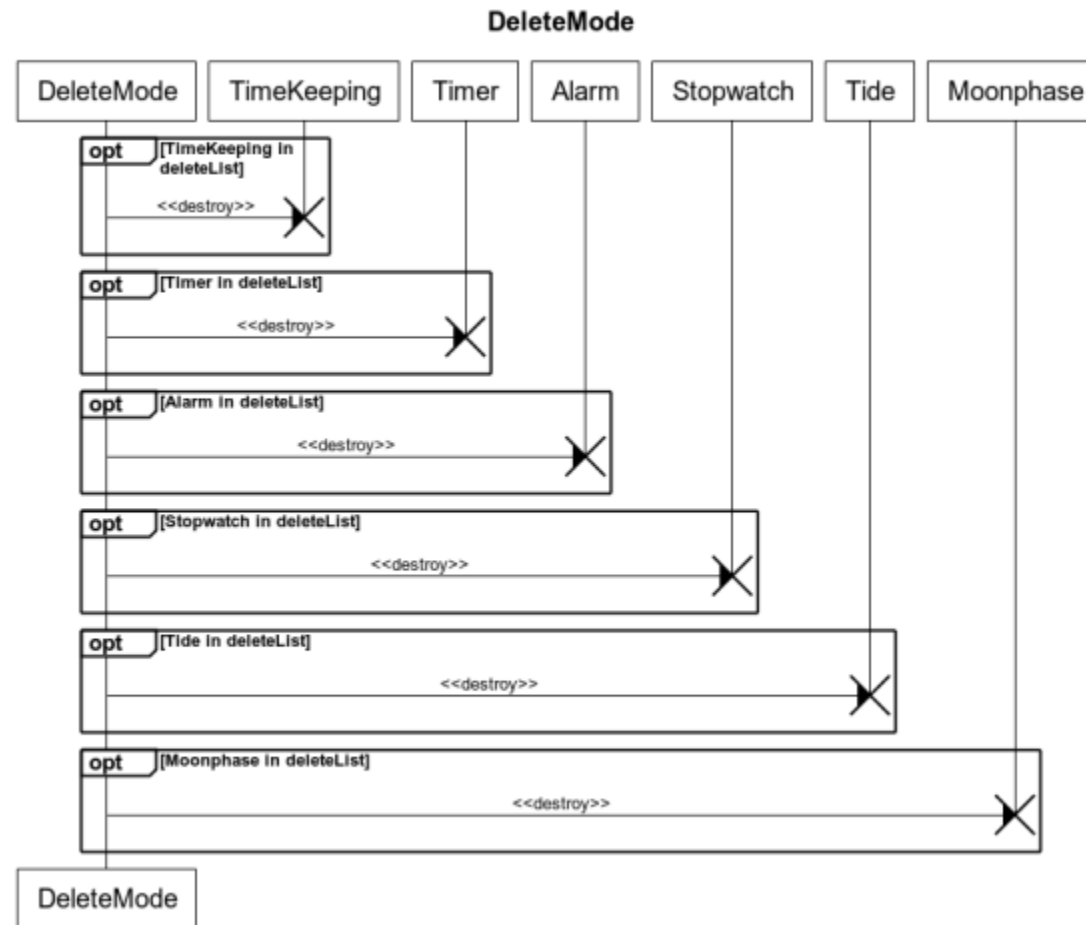 DeleteMode
DeleteMode
TimeKeeping
Timer
Alarm
Stopwatch
Tide
Moonphase
opt
[TimeKeeping in
deleteList]
<<destroy>>
opt
[Timer in deleteList]
<<destroy>>
opt
[Alarm in deleteList]
<<destroy>>
opt
[Stopwatch in deleteList]
<<destroy>>
opt
[Tide in deleteList]
<<destroy>>
opt
[Moonphase in deleteList]
<<destroy>>
DeleteMode